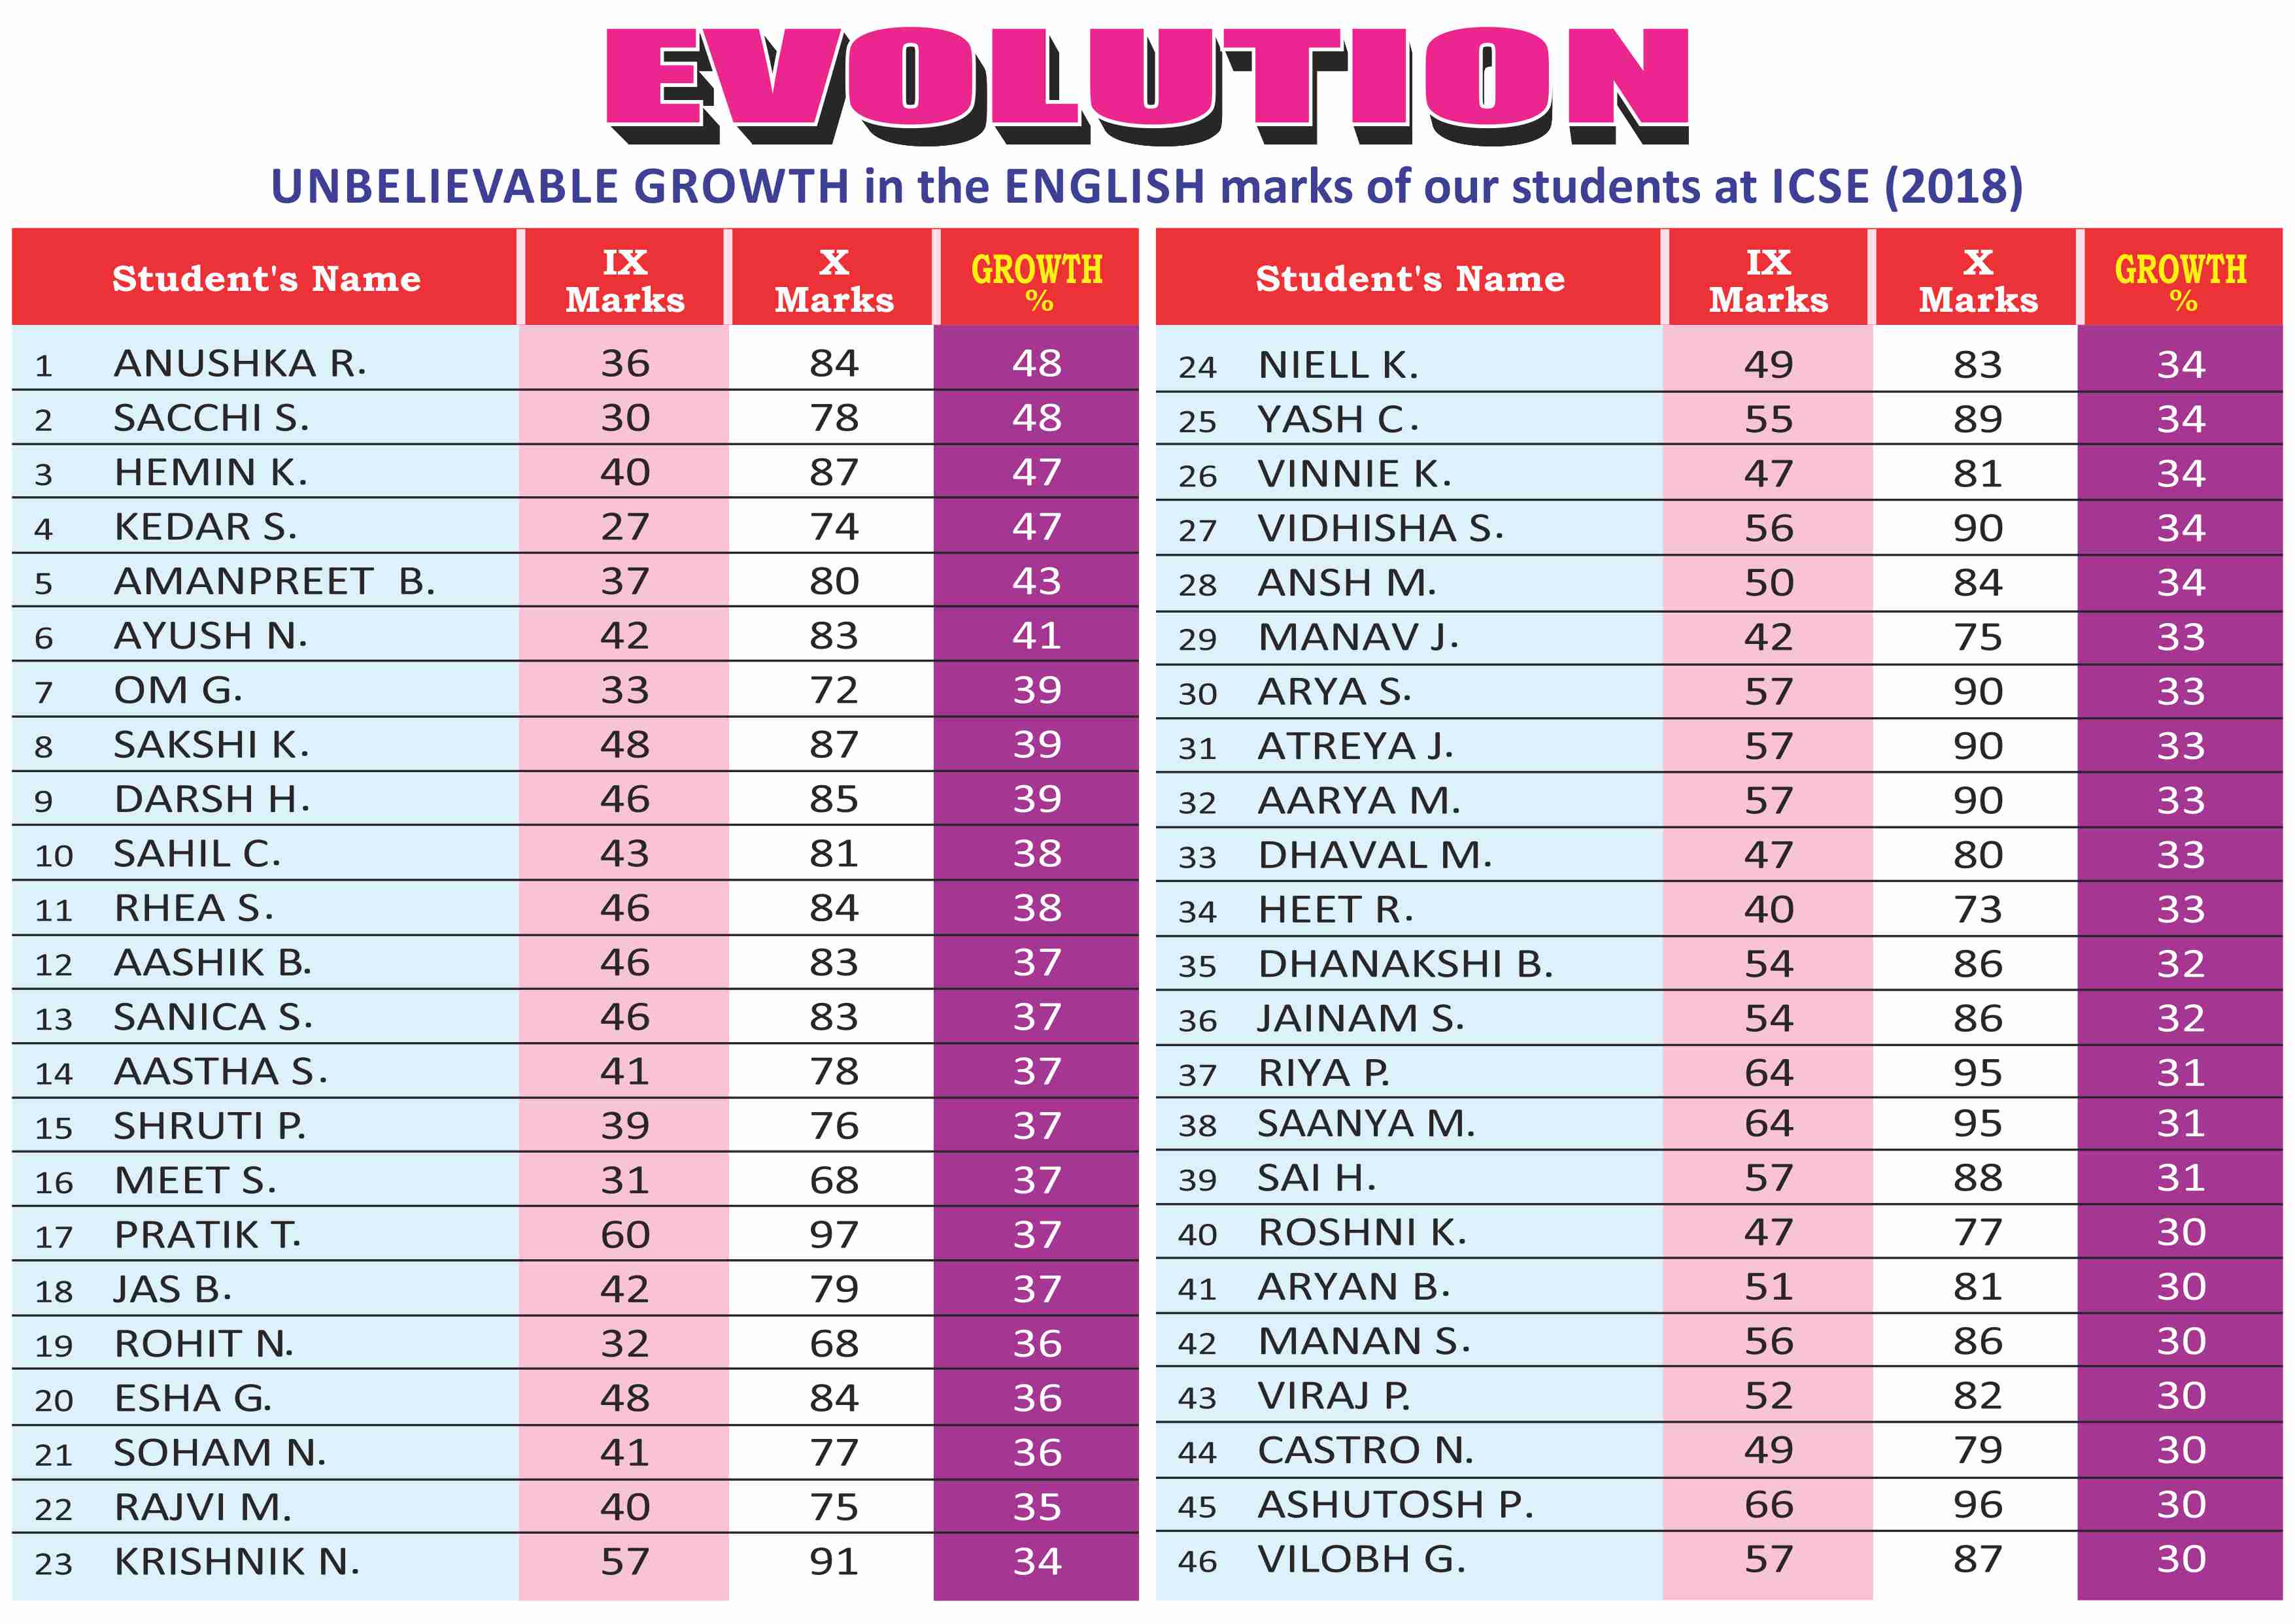 EVOLUTION
UNBELIEVABLE GROWTH in the ENGLISH marks of our students at ICSE (2018)
Student's Name IX Marks X Marks GROWTH %
1 ANUSHKA R. 36 84 48
2 SACCHI S. 30 78 48
3 HEMIN K. 40 87 47
4 KEDAR S. 27 74 47
5 AMANPREET B. 37 80 43
6 AYUSH N. 42 83 41
7 OM G. 33 72 39
8 SAKSHI K. 48 87 39
9 DARSH H. 46 85 39
10 SAHIL C. 43 81 38
11 RHEA S. 46 84 38
12 AASHIK B. 46 83 37
13 SANICA S. 46 83 37
14 AASTHA S. 41 78 37
15 SHRUTI P. 39 76 37
16 MEET S. 31 68 37
17 PRATIK T. 60 97 37
18 JAS B. 42 79 37
19 ROHIT N. 32 68 36
20 ESHA G. 48 84 36
21 SOHAM N. 41 77 36
22 RAJVI M. 40 75 35
23 KRISHNIK N. 57 91 34
Student's Name IX Marks X Marks GROWTH %
24 NIELL K. 49 83 34
25 YASH C. 55 89 34
26 VINNIE K. 47 81 34
27 VIDHISHA S. 56 90 34
28 ANSH M. 50 84 34
29 MANAV J. 42 75 33
30 ARYA S. 57 90 33
31 ATREYA J. 57 90 33
32 AARYA M. 57 90 33
33 DHAVAL M. 47 80 33
34 HEET R. 40 73 33
35 DHANAKSHI B. 54 86 32
36 JAINAM S. 54 86 32
37 RIYA P. 64 95 31
38 SAANYA M. 64 95 31
39 SAI H. 57 88 31
40 ROSHNI K. 47 77 30
41 ARYAN B. 51 81 30
42 MANAN S. 56 86 30
43 VIRAJ P. 52 82 30
44 CASTRO N. 49 79 30
45 ASHUTOSH P. 66 96 30
46 VILOBH G. 57 87 30